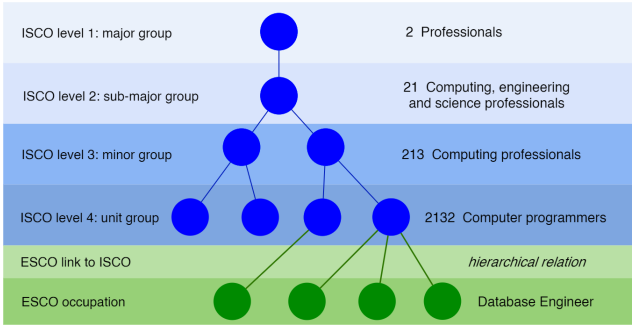 ISCO level 1: major group 2 Professionals
ISCO level 2: sub-major group 21 Computing, engineering
and science professionals
ISCO level 3: minor group 213 Computing professionals
ISCO level 4: unit group 2132 Computer programmers
ESCO link to ISCO hierarchical relation
ESCO occupation Database Engineer